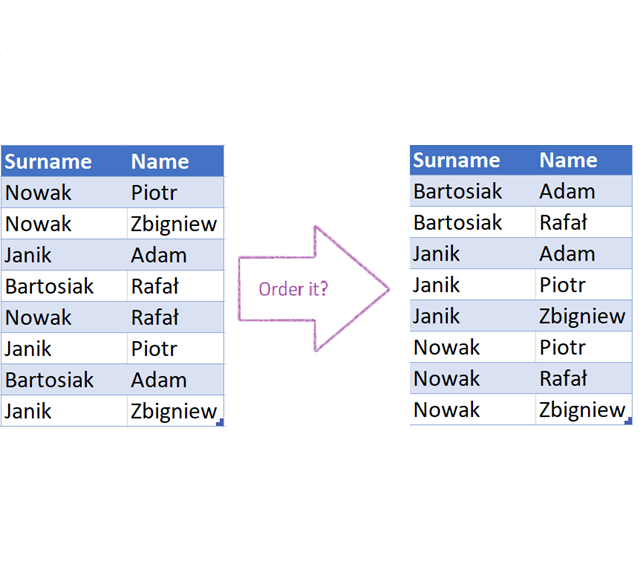 Surname Name
Nowak Piotr
Nowak Zbigniew
Janik Adam
Bartosiak Rafał
Nowak Rafał
Janik Piotr
Bartosiak Adam
Janik Zbigniew
Order it?
Surname Name
Bartosiak Adam
Bartosiak Rafał
Janik Adam
Janik Piotr
Janik Zbigniew
Nowak Piotr
Nowak Rafał
Nowak Zbigniew